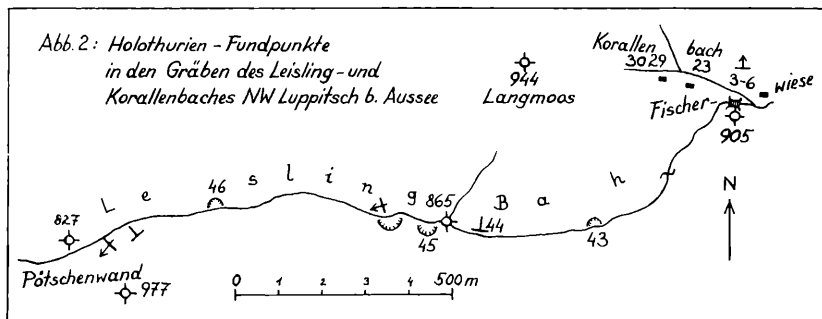 Abb. 2: Holothurien - Fundpunkte
in den Gräben des Leisling - und
Korallenbaches NW Luppitsch b. Aussee
944
Langmoos
Korallen bach
30 29 23 3-6
Fischer- wiese
905
Leisling Bach
46
865
827
45
44
43
N
Pötschenwand
977
0 1 2 3 4 500 m